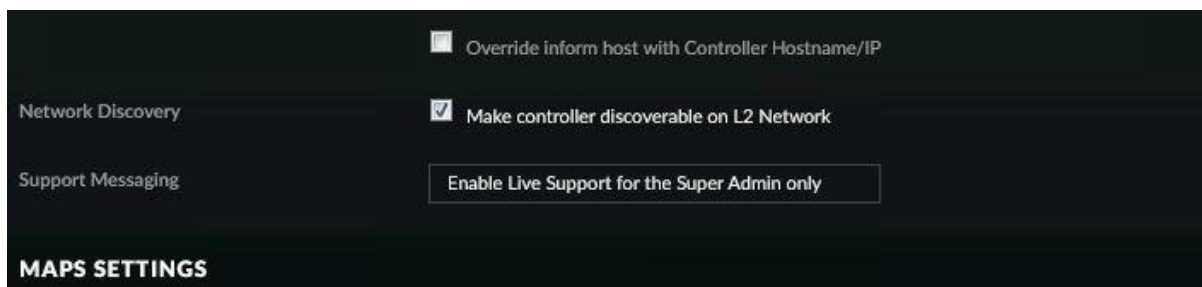 Override inform host with Controller Hostname/IP
Network Discovery
Make controller discoverable on L2 Network
Support Messaging
Enable Live Support for the Super Admin only
MAPS SETTINGS